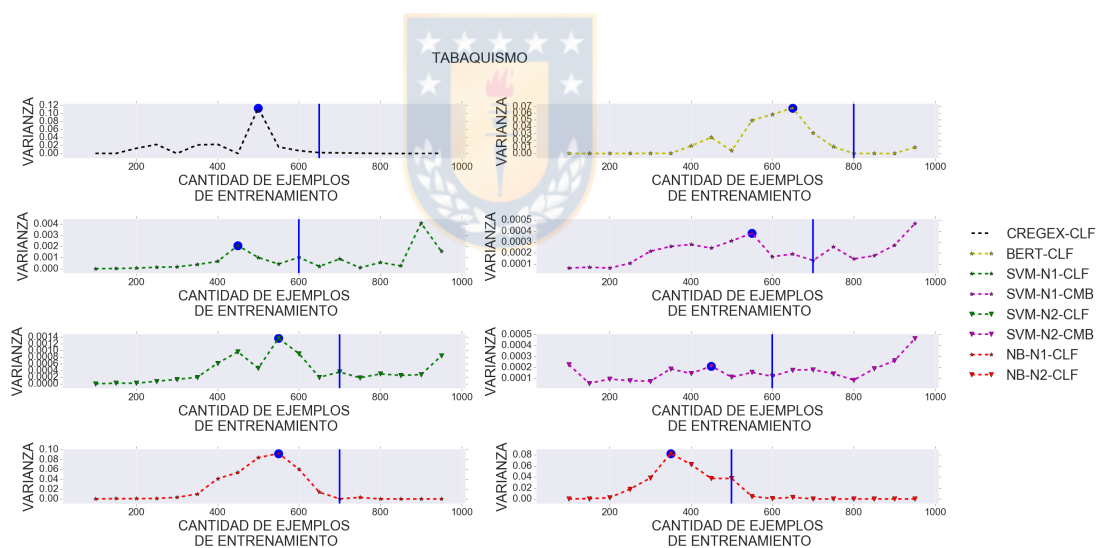 TABAQUISMO
VARIANZA
0.12
0.10
0.08
0.06
0.04
0.02
0.00
200 400 600 800 1000
CANTIDAD DE EJEMPLOS
DE ENTRENAMIENTO
VARIANZA
0.07
0.06
0.05
0.04
0.03
0.02
0.01
0.00
200 400 600 800 1000
CANTIDAD DE EJEMPLOS
DE ENTRENAMIENTO
VARIANZA
0.004
0.003
0.002
0.001
0.000
200 400 600 800 1000
CANTIDAD DE EJEMPLOS
DE ENTRENAMIENTO
VARIANZA
0.0005
0.0004
0.0003
0.0002
0.0001
200 400 600 800 1000
CANTIDAD DE EJEMPLOS
DE ENTRENAMIENTO
VARIANZA
0.0014
0.0012
0.0010
0.0008
0.0006
0.0004
0.0002
0.0000
200 400 600 800 1000
CANTIDAD DE EJEMPLOS
DE ENTRENAMIENTO
VARIANZA
0.0005
0.0004
0.0003
0.0002
0.0001
200 400 600 800 1000
CANTIDAD DE EJEMPLOS
DE ENTRENAMIENTO
VARIANZA
0.10
0.08
0.06
0.04
0.02
0.00
200 400 600 800 1000
CANTIDAD DE EJEMPLOS
DE ENTRENAMIENTO
VARIANZA
0.08
0.06
0.04
0.02
0.00
200 400 600 800 1000
CANTIDAD DE EJEMPLOS
DE ENTRENAMIENTO
CREGEX-CLF
BERT-CLF
SVM-N1-CLF
SVM-N1-CMB
SVM-N2-CLF
SVM-N2-CMB
NB-N1-CLF
NB-N2-CLF